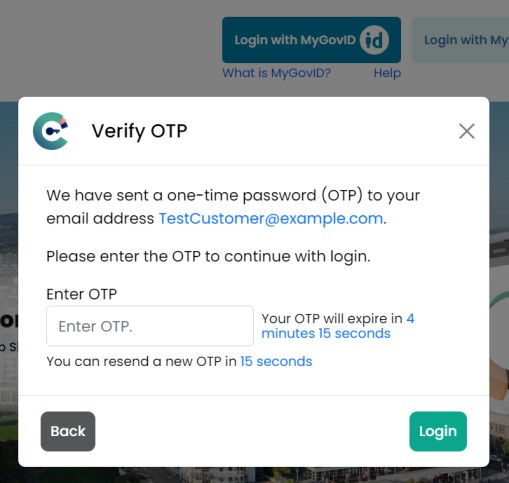 Login with MyGovID
id
Login with My
What is MyGovID?
Help
Verify OTP
We have sent a one-time password (OTP) to your
email address TestCustomer@example.com.
Please enter the OTP to continue with login.
Enter OTP
Enter OTP.
Your OTP will expire in 4
minutes 15 seconds
You can resend a new OTP in 15 seconds
Back
Login